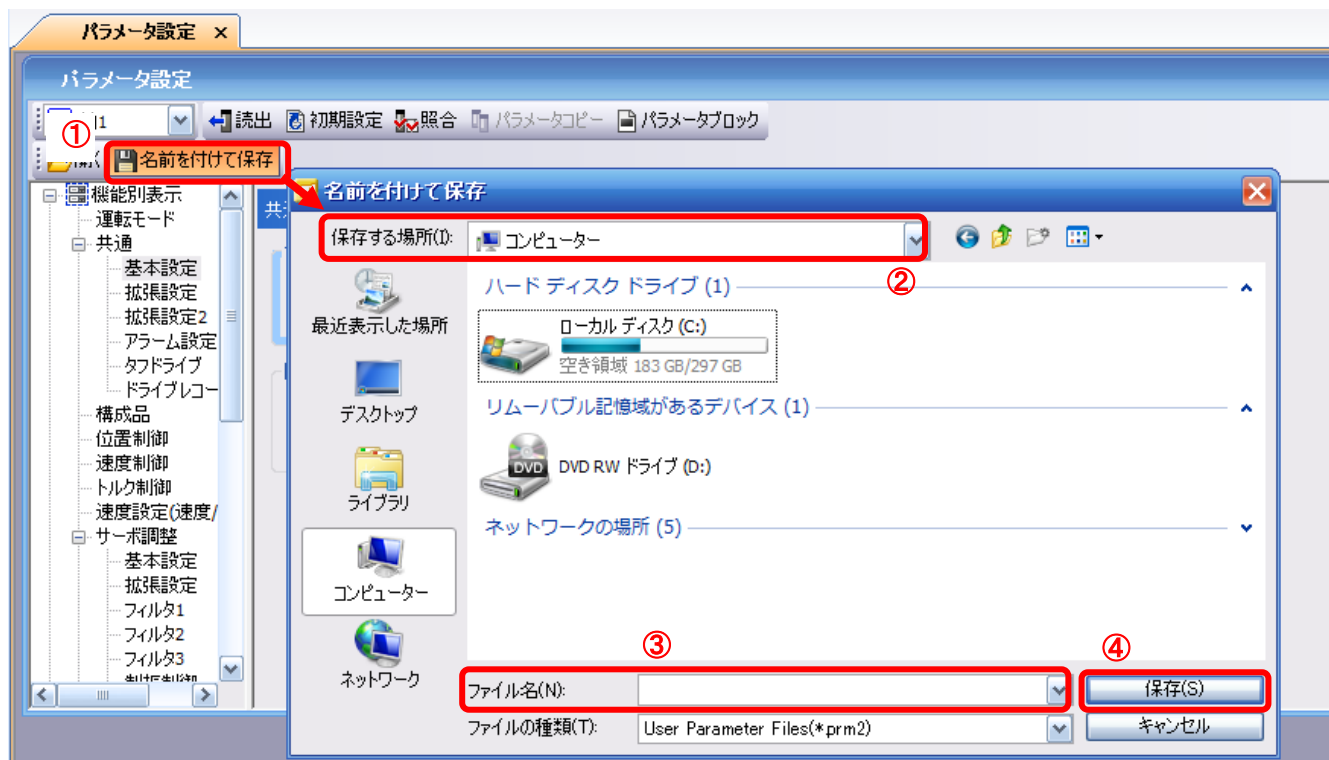 パラメータ設定 ×
パラメータ設定
① 1 読出 初期設定 照合 パラメータコピー パラメータブロック
名前を付けて保存
機能別表示
運転モード
共通
基本設定
拡張設定
拡張設定2
アラーム設定
タフドライブ
ドライブレコー
構成品
位置制御
速度制御
トルク制御
速度設定(速度/
サーボ調整
基本設定
拡張設定
フィルタ1
フィルタ2
フィルタ3
名前を付けて保存
保存する場所(I): コンピューター
②
最近表示した場所
デスクトップ
ライブラリ
コンピューター
ネットワーク
ハード ディスク ドライブ (1)
ローカル ディスク (C:)
空き領域 183 GB/297 GB
リムーバブル記憶域があるデバイス (1)
DVD
DVD RW ドライブ (D:)
ネットワークの場所 (5)
③ ④
ファイル名(N): 保存(S)
ファイルの種類(T): User Parameter Files(*.prm2) キャンセル